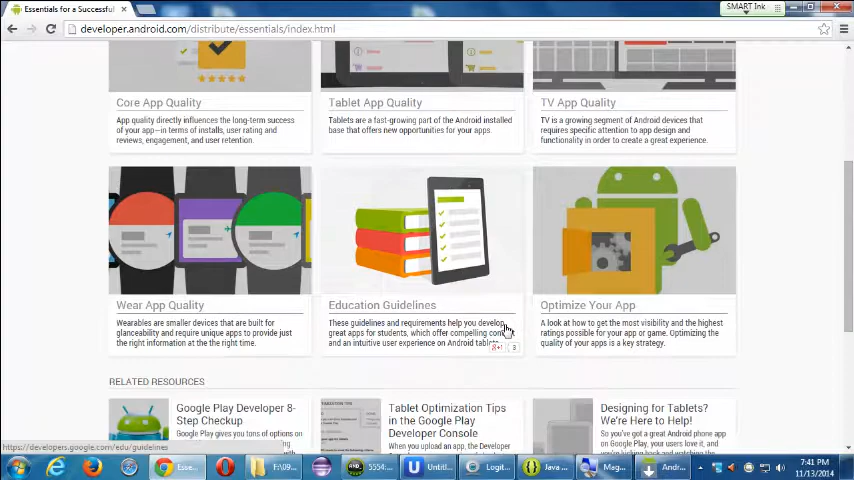 Essentials for a Successful
SMART Ink
developer.android.com/distribute/essentials/index.html
Core App Quality
App quality directly influences the long-term success
of your app—in terms of installs, user rating and
reviews, engagement, and user retention.
Tablet App Quality
Tablets are a fast-growing part of the Android installed
base that offers new opportunities for your apps.
TV App Quality
TV is a growing segment of Android devices that
requires specific attention to app design and
functionality in order to create a great experience.
Wear App Quality
Wearables are smaller devices that are built for
glanceability and require unique apps to provide just
the right information at the the right time.
Education Guidelines
These guidelines and requirements help you develop
great apps for students, which offer compelling
and an intuitive user experience on Android tablets.
g+1 8
Optimize Your App
A look at how to get the most visibility and the highest
ratings possible for your app or game. Optimizing the
quality of your apps is a key strategy.
RELATED RESOURCES
Google Play Developer 8-
Step Checkup
Google Play gives you tons of options
Tablet Optimization Tips
in the Google Play
Developer Console
When you upload an app, the Developer
Designing for Tablets?
We're Here to Help!
So you've got a great Android phone app
on Google Play, your users love it, and
https://developers.google.com/edu/guidelines
Esse...
F:\09...
5554:...
Untitl...
Logit...
Java ...
Mag...
Andr...
7:41 PM
11/13/2014